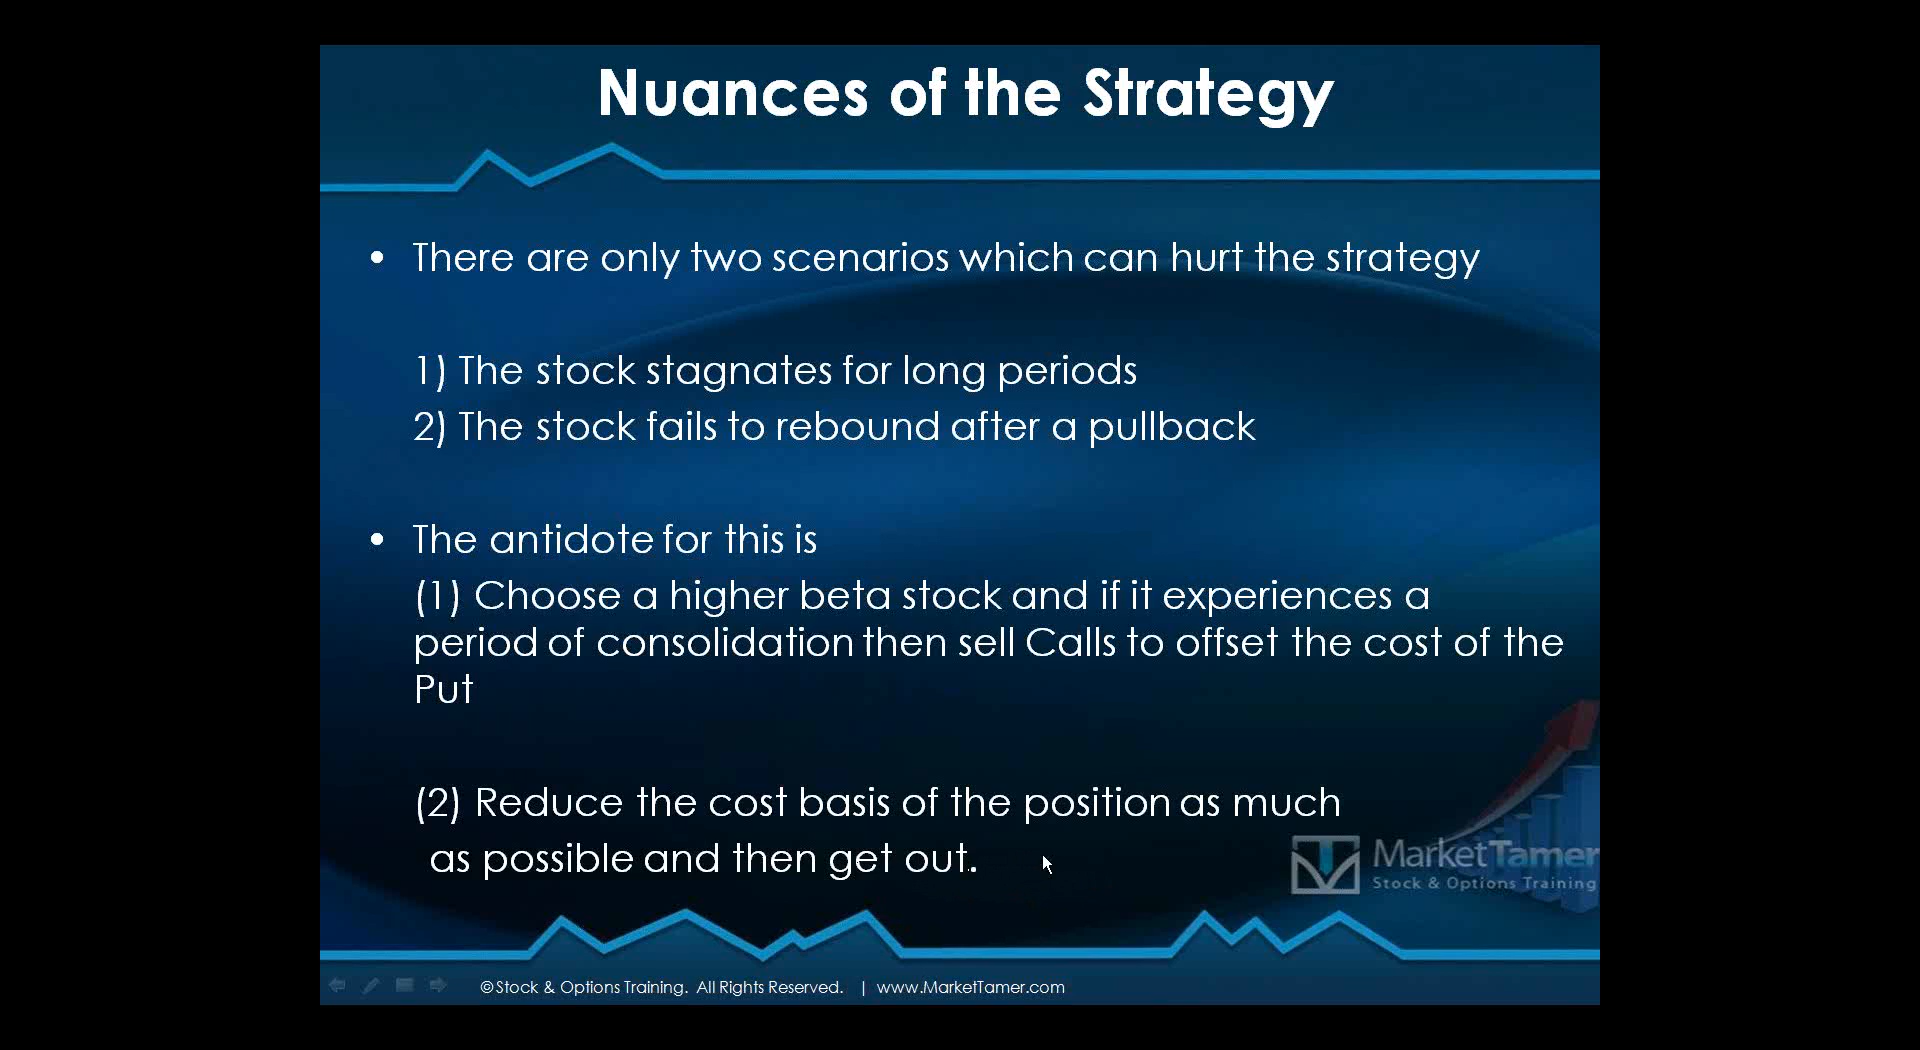 Nuances of the Strategy
• There are only two scenarios which can hurt the strategy
1) The stock stagnates for long periods
2) The stock fails to rebound after a pullback
• The antidote for this is
(1) Choose a higher beta stock and if it experiences a
period of consolidation then sell Calls to offset the cost of the
Put
(2) Reduce the cost basis of the position as much
as possible and then get out.
MarketTamer
Stock & Options Training
©Stock & Options Training. All Rights Reserved. | www.MarketTamer.com